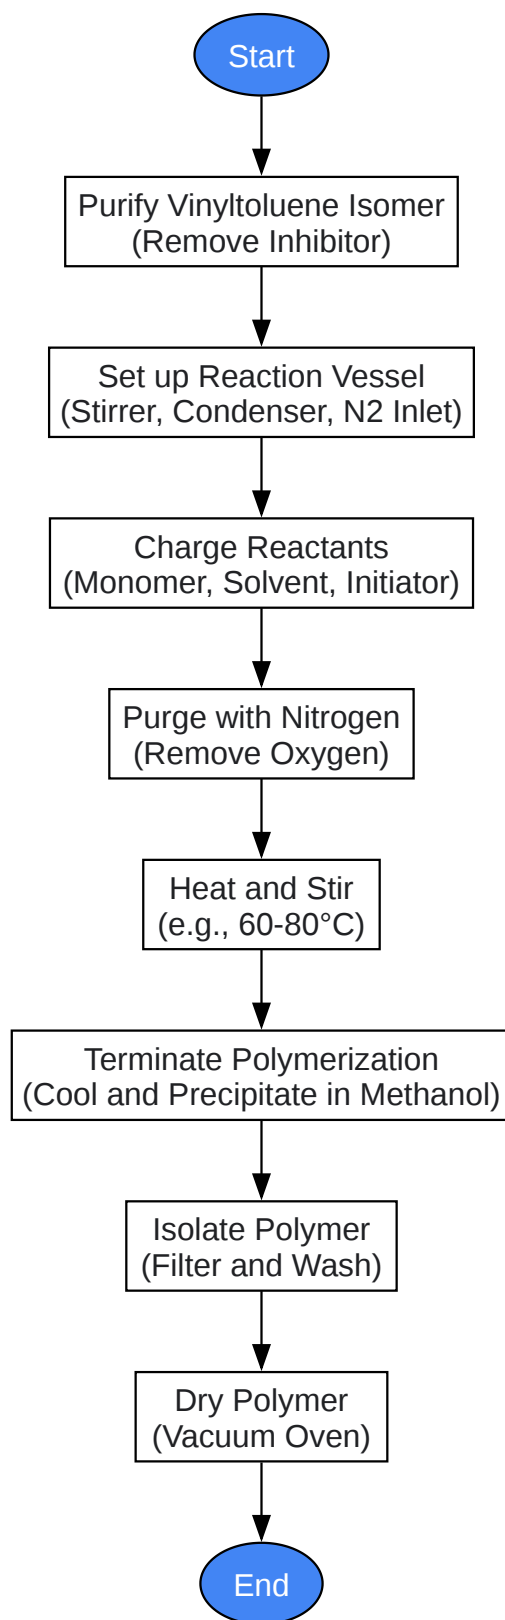 Start
Purify Vinyltoluene Isomer
(Remove Inhibitor)
Set up Reaction Vessel
(Stirrer, Condenser, N2 Inlet)
Charge Reactants
(Monomer, Solvent, Initiator)
Purge with Nitrogen
(Remove Oxygen)
Heat and Stir
(e.g., 60-80°C)
Terminate Polymerization
(Cool and Precipitate in Methanol)
Isolate Polymer
(Filter and Wash)
Dry Polymer
(Vacuum Oven)
End